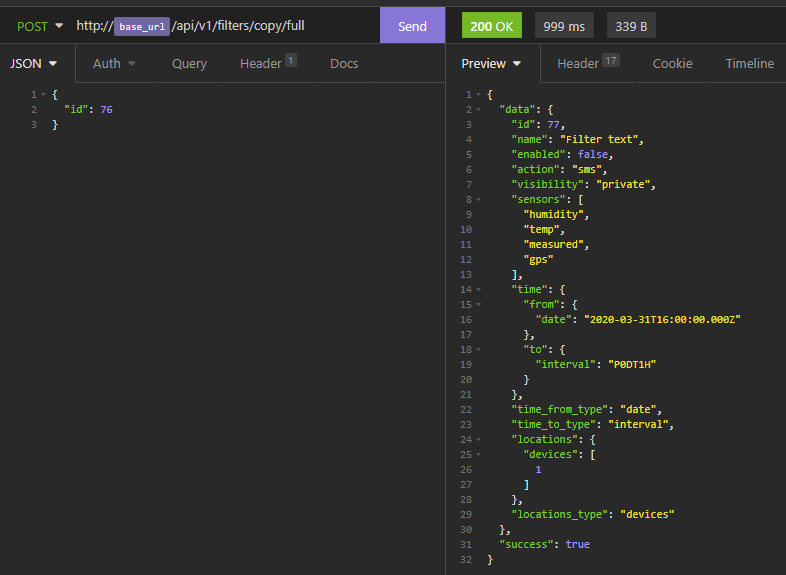 POST http://base_url/api/v1/filters/copy/full Send 200 OK 999 ms 339 B
JSON Auth Query Header 1 Docs
1 {
2 "id": 76
3 }
Preview Header 17 Cookie Timeline
1 {
2 "data": {
3 "id": 77,
4 "name": "Filter text",
5 "enabled": false,
6 "action": "sms",
7 "visibility": "private",
8 "sensors": [
9 "humidity",
10 "temp",
11 "measured",
12 "gps"
13 ],
14 "time": {
15 "from": {
16 "date": "2020-03-31T16:00:00.000Z"
17 },
18 "to": {
19 "interval": "P0DT1H"
20 }
21 },
22 "time_from_type": "date",
23 "time_to_type": "interval",
24 "locations": {
25 "devices": [
26 1
27 ]
28 },
29 "locations_type": "devices"
30 },
31 "success": true
32 }